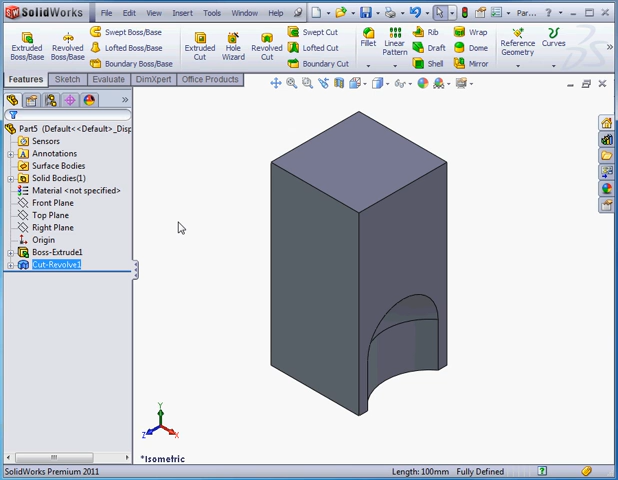 SolidWorks File Edit View Insert Tools Help Par... ?
Extruded Boss/Base
Revolved Boss/Base
Swept Boss/Base
Lofted Boss/Base
Boundary Boss/Base
Extruded Cut
Hole Wizard
Revolved Cut
Swept Cut
Lofted Cut
Boundary Cut
Fillet
Linear Pattern
Rib
Draft
Shell
Wrap
Dome
Mirror
Reference Geometry
Curves
Features Sketch Evaluate DimXpert Office Products
Part5 (Default<<Default>_Disp
Sensors
Annotations
Surface Bodies
Solid Bodies(1)
Material <not specified>
Front Plane
Top Plane
Right Plane
Origin
Boss-Extrude1
Cut-Revolve1
Y
Z
X
*Isometric
SolidWorks Premium 2011 Length: 100mm Fully Defined ?